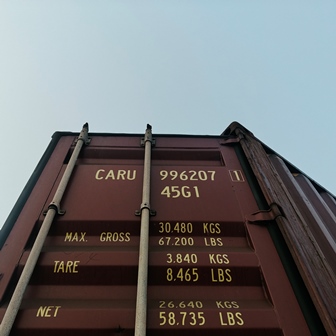 CARU 996207 1
45G1
MAX. GROSS 30.480 KGS
67.200 LBS
TARE 3.840 KGS
8.465 LBS
NET 26.640 KGS
58.735 LBS